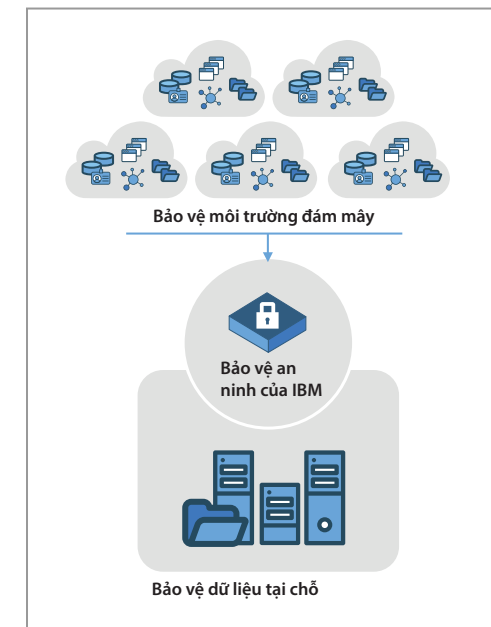 Bảo vệ môi trường đám mây
Bảo vệ an
ninh của IBM
Bảo vệ dữ liệu tại chỗ